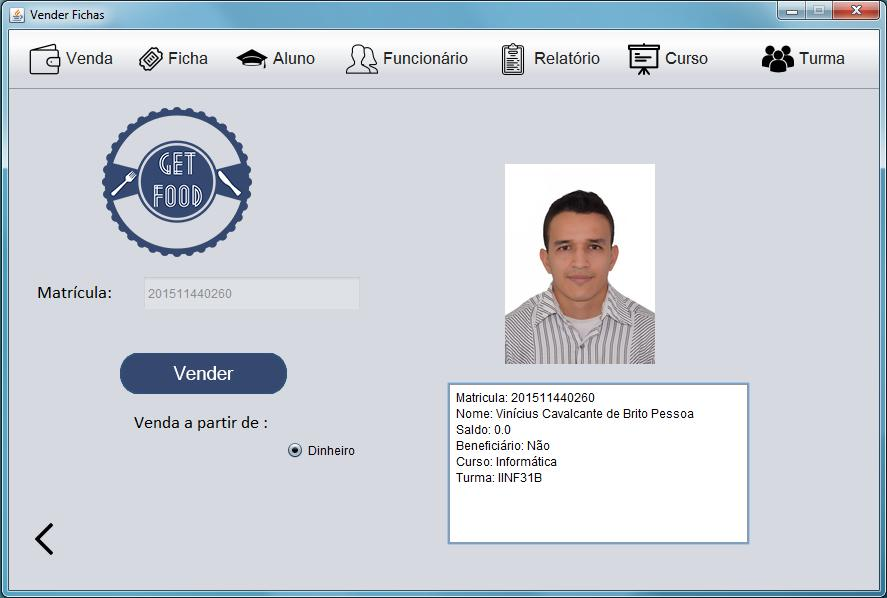 Vender Fichas
Venda Ficha Aluno Funcionário Relatório Curso Turma
GET
FOOD
Matrícula: 201511440260
Vender
Venda a partir de :
Dinheiro
Matricula: 201511440260
Nome: Vinícius Cavalcante de Brito Pessoa
Saldo: 0.0
Beneficiário: Não
Curso: Informática
Turma: IINF31B